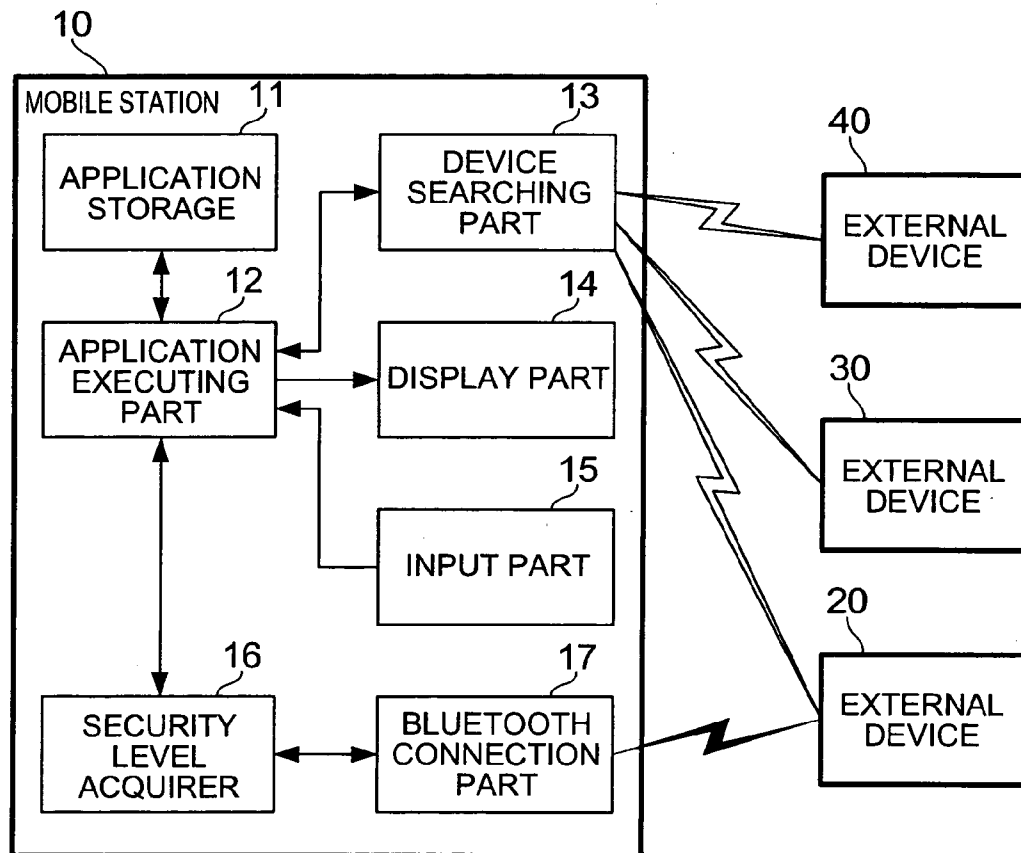 10
MOBILE STATION
11
APPLICATION
STORAGE
13
DEVICE
SEARCHING
PART
40
EXTERNAL
DEVICE
12
APPLICATION
EXECUTING
PART
14
DISPLAY PART
30
EXTERNAL
DEVICE
15
INPUT PART
20
EXTERNAL
DEVICE
16
SECURITY
LEVEL
ACQUIRER
17
BLUETOOTH
CONNECTION
PART